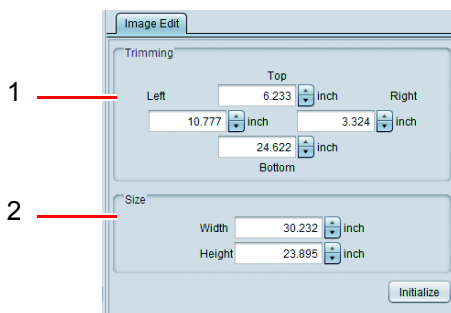 Image Edit
Trimming
1
Top
Left 6.233 inch Right
10.777 inch 3.324 inch
24.622 inch
Bottom
Size
2
Width 30.232 inch
Height 23.895 inch
Initialize